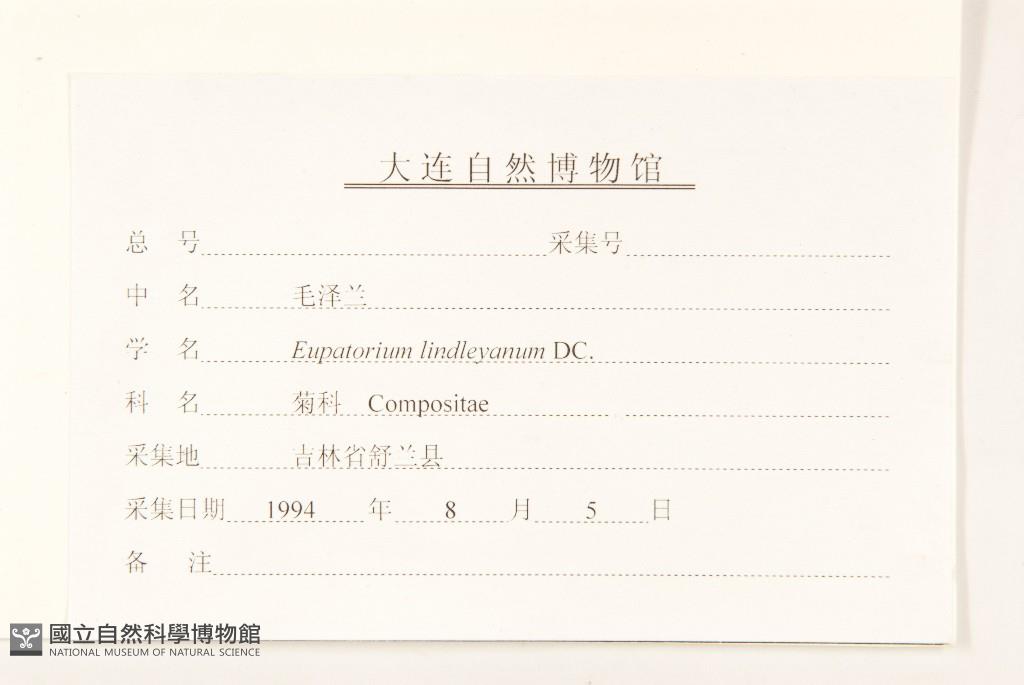 大连自然博物馆
总 号 采集号
中 名 毛泽兰
学 名 Eupatorium lindleyanum DC.
科 名 菊科 Compositae
采集地 吉林省舒兰县
采集日期 1994 年 8 月 5 日
备 注
國立自然科學博物館
NATIONAL MUSEUM OF NATURAL SCIENCE